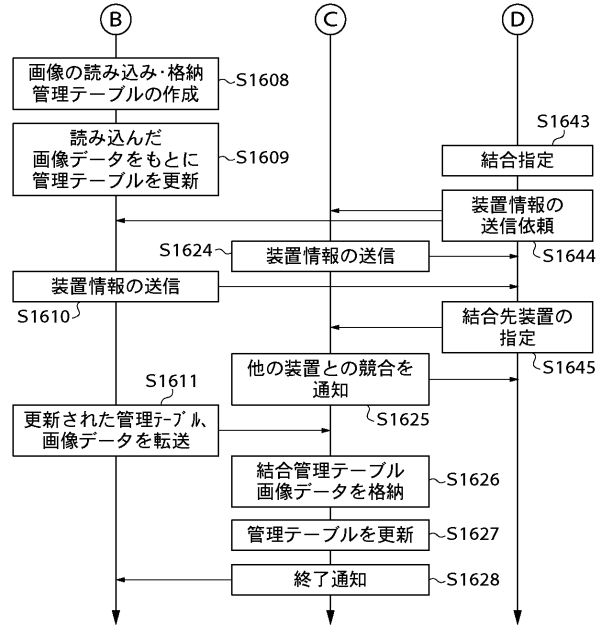 B
C
D
画像の読み込み・格納
管理テーブルの作成
S1608
読み込んだ
画像データをもとに
管理テーブルを更新
S1609
S1643
結合指定
装置情報の
送信依頼
S1644
S1624
装置情報の送信
装置情報の送信
S1610
結合先装置の
指定
S1645
他の装置との競合を
通知
S1625
S1611
更新された管理ﾃｰﾌﾞﾙ、
画像データを転送
結合管理テーブル
画像データを格納
S1626
管理テーブルを更新
S1627
終了通知
S1628